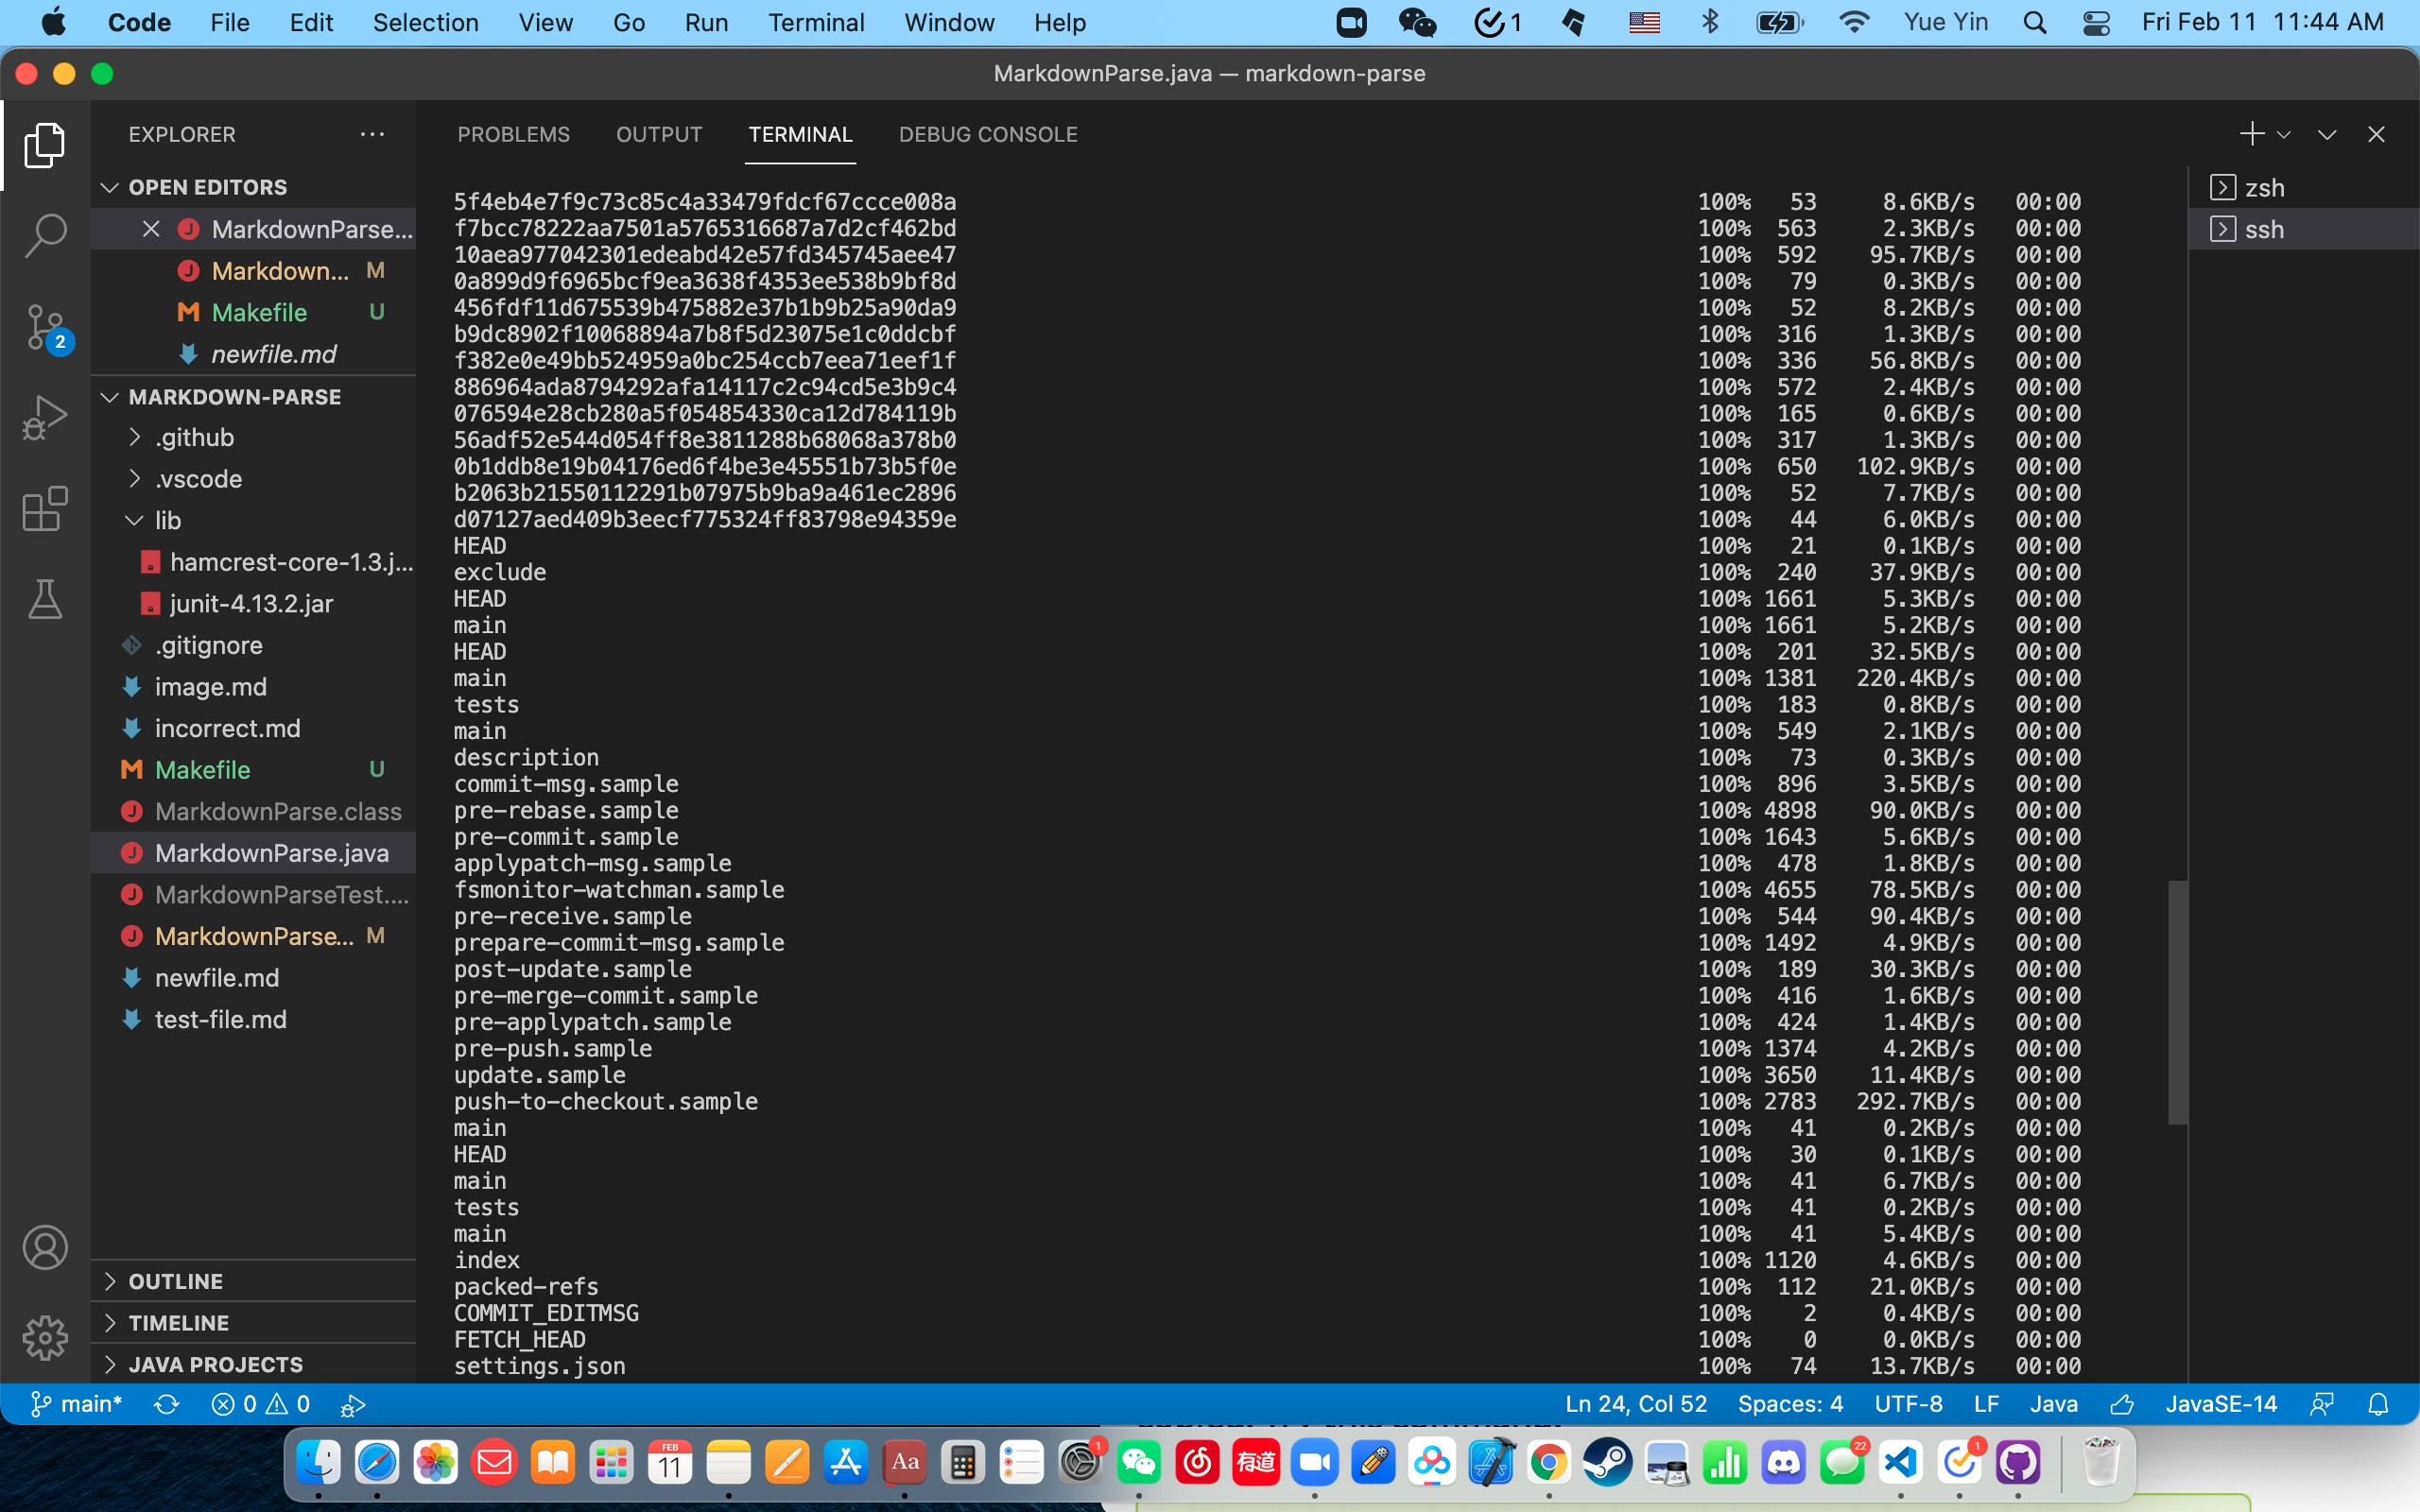 Code File Edit Selection View Go Run Terminal Window Help 1 Yue Yin Fri Feb 11 11:44 AM
MarkdownParse.java — markdown-parse
EXPLORER
OPEN EDITORS
MarkdownParse...
Markdown... M
Makefile U
newfile.md
MARKDOWN-PARSE
.github
.vscode
lib
hamcrest-core-1.3.j...
junit-4.13.2.jar
.gitignore
image.md
incorrect.md
Makefile U
MarkdownParse.class
MarkdownParse.java
MarkdownParseTest....
MarkdownParse... M
newfile.md
test-file.md
OUTLINE
TIMELINE
JAVA PROJECTS
2
PROBLEMS OUTPUT TERMINAL DEBUG CONSOLE
5f4eb4e7f9c73c85c4a33479fdcf67ccce008a 100% 53 8.6KB/s 00:00
f7bcc78222aa7501a5765316687a7d2cf462bd 100% 563 2.3KB/s 00:00
10aea977042301edeabd42e57fd345745aee47 100% 592 95.7KB/s 00:00
0a899d9f6965bcf9ea3638f4353ee538b9bf8d 100% 79 0.3KB/s 00:00
456fdf11d675539b475882e37b1b9b25a90da9 100% 52 8.2KB/s 00:00
b9dc8902f10068894a7b8f5d23075e1c0ddcbf 100% 316 1.3KB/s 00:00
f382e0e49bb524959a0bc254ccb7eea71eef1f 100% 336 56.8KB/s 00:00
886964ada8794292afa14117c2c94cd5e3b9c4 100% 572 2.4KB/s 00:00
076594e28cb280a5f054854330ca12d784119b 100% 165 0.6KB/s 00:00
56adf52e544d054ff8e3811288b68068a378b0 100% 317 1.3KB/s 00:00
0b1ddb8e19b04176ed6f4be3e45551b73b5f0e 100% 650 102.9KB/s 00:00
b2063b21550112291b07975b9ba9a461ec2896 100% 52 7.7KB/s 00:00
d07127aed409b3eecf775324ff83798e94359e 100% 44 6.0KB/s 00:00
HEAD 100% 21 0.1KB/s 00:00
exclude 100% 240 37.9KB/s 00:00
HEAD 100% 1661 5.3KB/s 00:00
main 100% 1661 5.2KB/s 00:00
HEAD 100% 201 32.5KB/s 00:00
main 100% 1381 220.4KB/s 00:00
tests 100% 183 0.8KB/s 00:00
main 100% 549 2.1KB/s 00:00
description 100% 73 0.3KB/s 00:00
commit-msg.sample 100% 896 3.5KB/s 00:00
pre-rebase.sample 100% 4898 90.0KB/s 00:00
pre-commit.sample 100% 1643 5.6KB/s 00:00
applypatch-msg.sample 100% 478 1.8KB/s 00:00
fsmonitor-watchman.sample 100% 4655 78.5KB/s 00:00
pre-receive.sample 100% 544 90.4KB/s 00:00
prepare-commit-msg.sample 100% 1492 4.9KB/s 00:00
post-update.sample 100% 189 30.3KB/s 00:00
pre-merge-commit.sample 100% 416 1.6KB/s 00:00
pre-applypatch.sample 100% 424 1.4KB/s 00:00
pre-push.sample 100% 1374 4.2KB/s 00:00
update.sample 100% 3650 11.4KB/s 00:00
push-to-checkout.sample 100% 2783 292.7KB/s 00:00
main 100% 41 0.2KB/s 00:00
HEAD 100% 30 0.1KB/s 00:00
main 100% 41 6.7KB/s 00:00
tests 100% 41 0.2KB/s 00:00
main 100% 41 5.4KB/s 00:00
index 100% 1120 4.6KB/s 00:00
packed-refs 100% 112 21.0KB/s 00:00
COMMIT_EDITMSG 100% 2 0.4KB/s 00:00
FETCH_HEAD 100% 0 0.0KB/s 00:00
settings.json 100% 74 13.7KB/s 00:00
zsh
ssh
main* 0 0 Ln 24, Col 52 Spaces: 4 UTF-8 LF Java JavaSE-14
FEB
11
Aa
1
有道
22
1